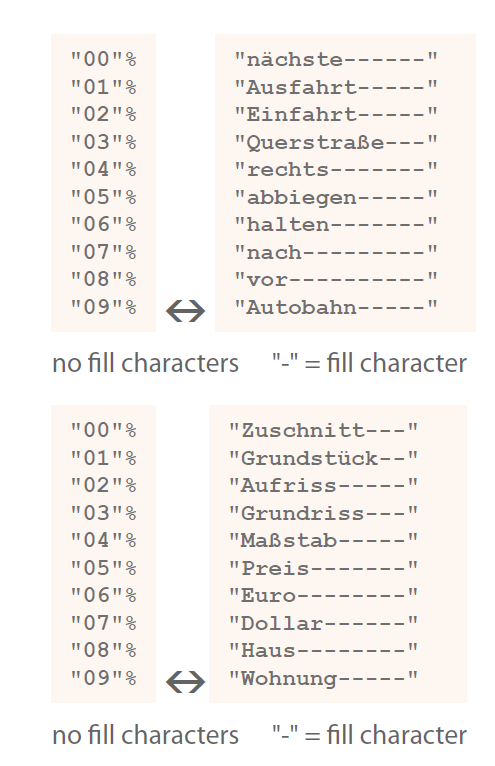 "00"% "nächste------"
"01"% "Ausfahrt-----"
"02"% "Einfahrt-----"
"03"% "Querstraße---"
"04"% "rechts-------"
"05"% "abbiegen-----"
"06"% "halten-------"
"07"% "nach---------"
"08"% "vor----------"
"09"% ↔ "Autobahn-----"
no fill characters "-" = fill character
"00"% "Zuschnitt---"
"01"% "Grundstück--"
"02"% "Aufriss-----"
"03"% "Grundriss---"
"04"% "Maßstab-----"
"05"% "Preis-------"
"06"% "Euro--------"
"07"% "Dollar------"
"08"% "Haus--------"
"09"% ↔ "Wohnung-----"
no fill characters "-" = fill character